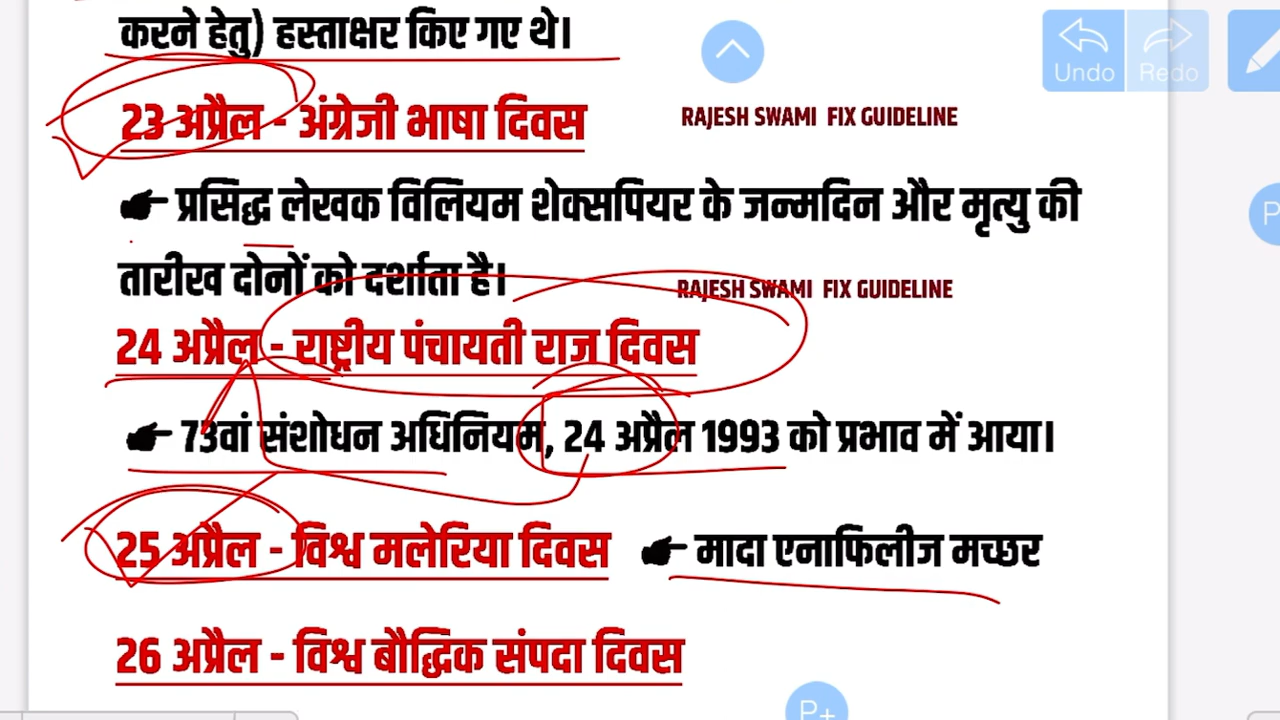 करने हेतु) हस्ताक्षर किए गए थे।
Undo Redo
23 अप्रैल - अंग्रेजी भाषा दिवस
RAJESH SWAMI FIX GUIDELINE
प्रसिद्ध लेखक विलियम शेक्सपियर के जन्मदिन और मृत्यु की
तारीख दोनों को दर्शाता है।
RAJESH SWAMI FIX GUIDELINE
24 अप्रैल - राष्ट्रीय पंचायती राज दिवस
73वां संशोधन अधिनियम, 24 अप्रैल 1993 को प्रभाव में आया।
25 अप्रैल - विश्व मलेरिया दिवस मादा एनाफिलीज मच्छर
26 अप्रैल - विश्व बौद्धिक संपदा दिवस
P+